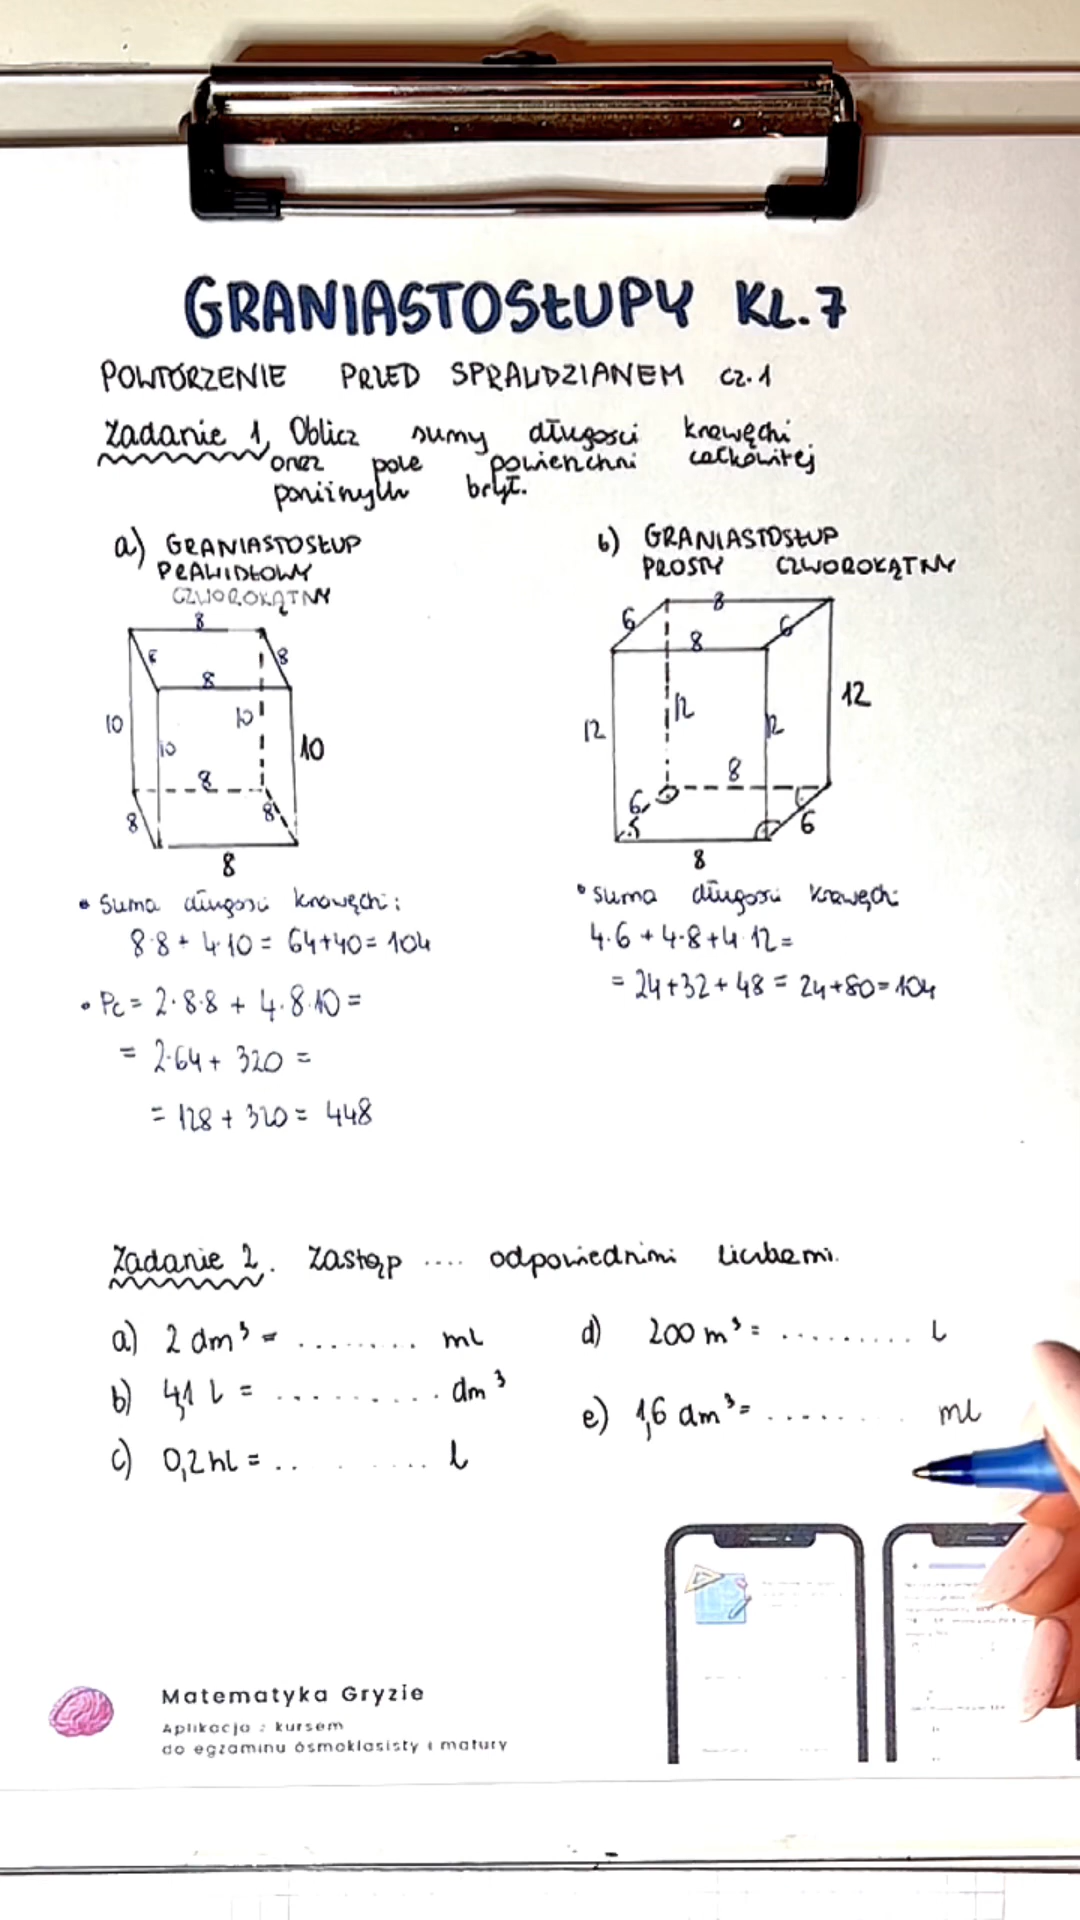 GRANIASTOSŁUPY KL.7
POWTÓRZENIE PRZED SPRAWDZIANEM CZ.1
Zadanie 1, Oblicz sumy długości krawędzi
oraz pole powierzchni całkowitej
poniższych brył.
a) GRANIASTOSŁUP
PRAWIDŁOWY
CZWOROKĄTNY
8
8
8
8
10
10
10
10
8
8
8
8
b) GRANIASTOSŁUP
PROSTY CZWOROKĄTNY
8
6
6
8
12
12
12
12
8
6
6
8
• Suma długości krawędzi:
8·8 + 4·10 = 64+40= 104
• Pc = 2·8·8 + 4·8·10 =
= 2·64 + 320 =
= 128 + 320 = 448
• Suma długości krawędzi
4·6 + 4·8+4·12=
= 24+32+48 = 24+80=104
Zadanie 2. Zastąp .... odpowiednimi liczbami.
a) 2 dm³ = ........ ml
b) 4,1 l = .......... dm³
c) 0,2 hl = .. .... l
d) 200 m³ = ......... l
e) 1,6 dm³ = ....... ml
Matematyka Gryzie
Aplikacja z kursem
do egzaminu ósmoklasisty i matury